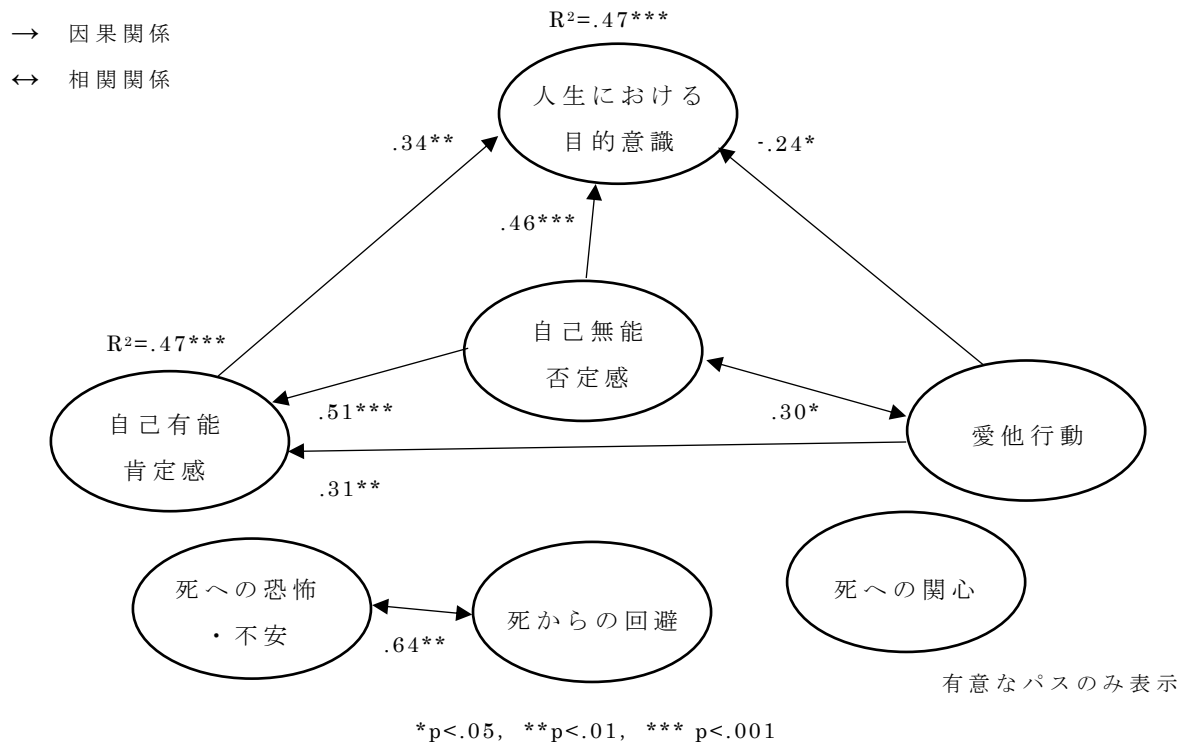 R²=.47***
→ 因果関係
↔ 相関関係
人生における
目的意識
.34**
-.24*
.46***
自己無能
否定感
R²=.47***
.51***
.30*
自己有能
肯定感
愛他行動
.31**
死への恐怖
・不安
死からの回避
死への関心
.64**
有意なパスのみ表示
*p<.05, **p<.01, *** p<.001